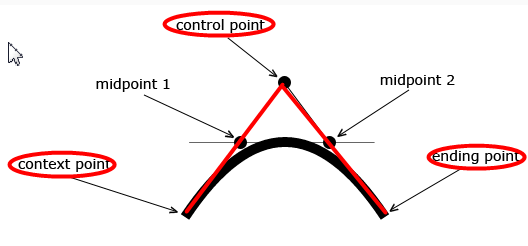 control point
midpoint 1
midpoint 2
context point
ending point